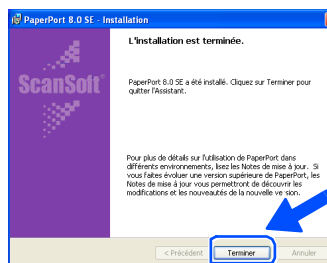 PaperPort 8.0 SE - Installation
L'installation est terminée.
ScanSoft®
PaperPort 8.0 SE a été installé. Cliquez sur Terminer pour
quitter l'Assistant.
Pour plus de détails sur l'utilisation de PaperPort dans
différents environnements, lisez les Notes de mise à jour. Si
vous faites évoluer une version supérieure de PaperPort, les
Notes de mise à jour vous permettront de découvrir les
modifications et les nouveautés de la nouvelle version.
< Précédent
Terminer
Annuler